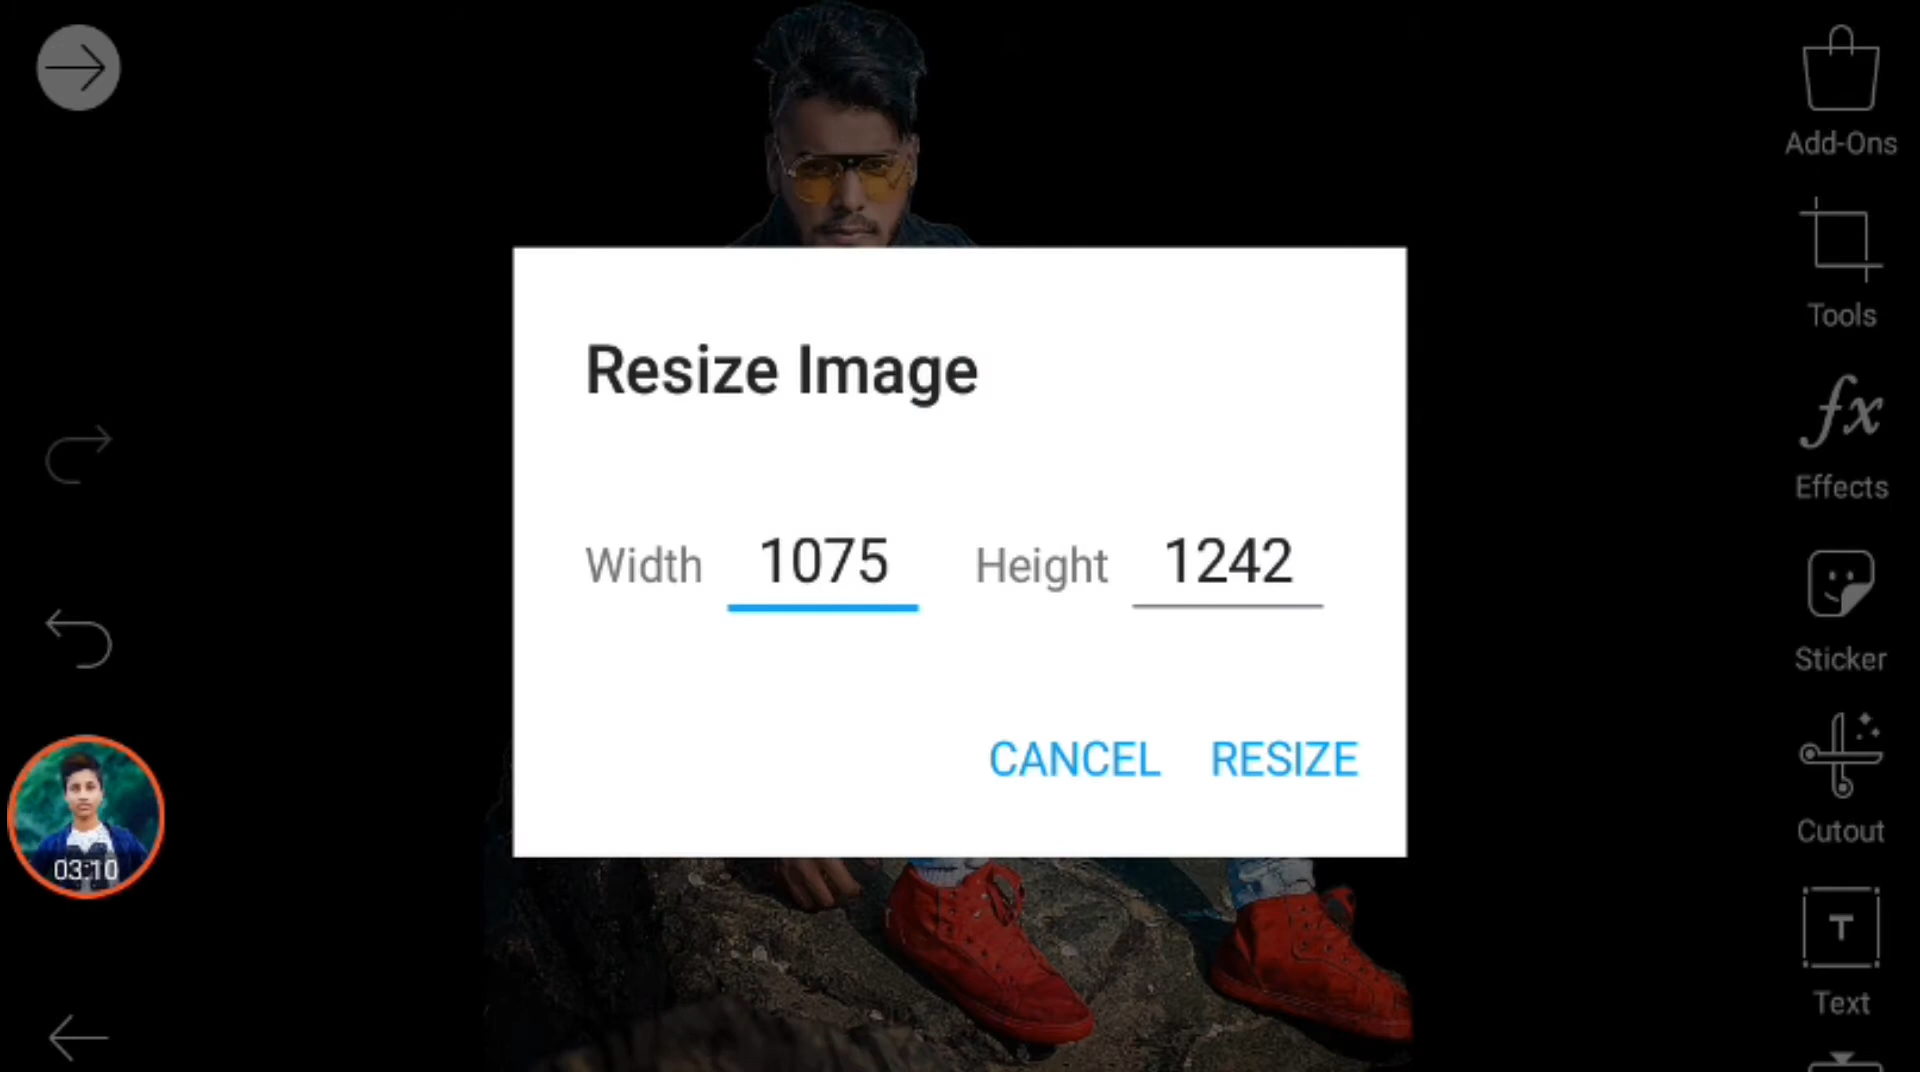 Add-Ons
Tools
fx
Effects
Sticker
Cutout
T
Text
Resize Image
Width 1075 Height 1242
CANCEL RESIZE
03:10